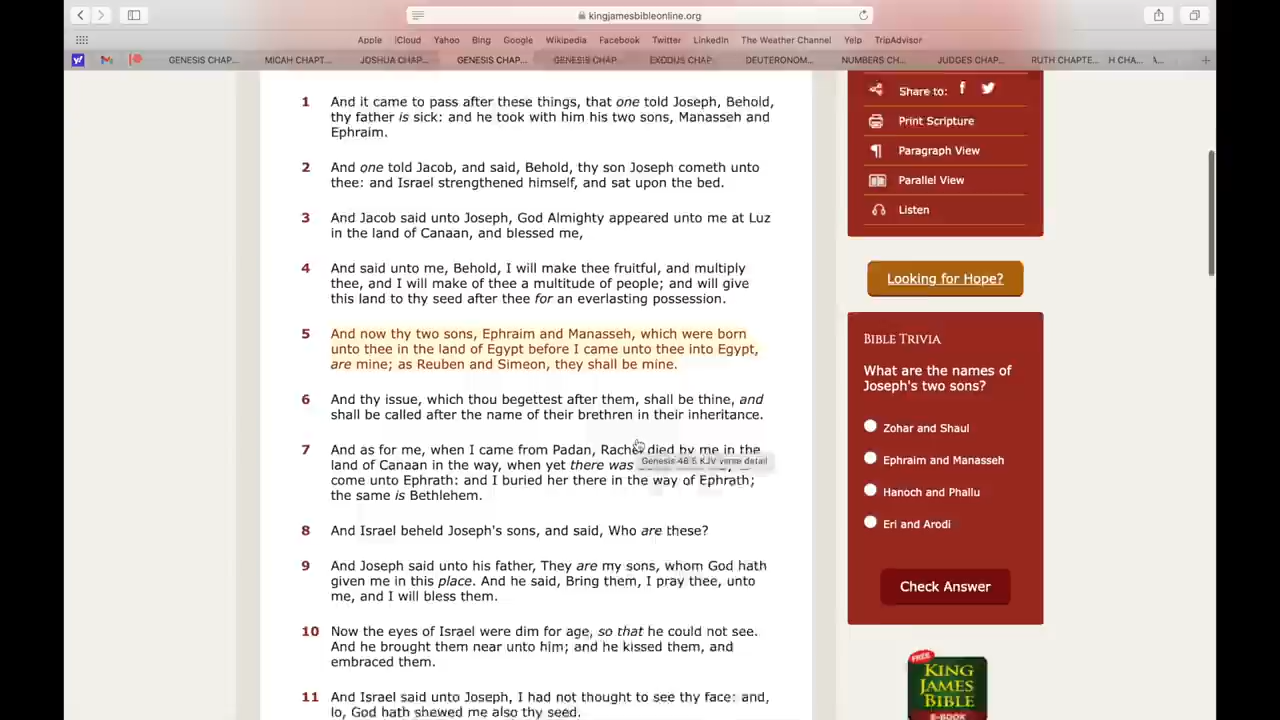 kingjamesbibleonline.org
Apple iCloud Yahoo Bing Google Wikipedia Facebook Twitter LinkedIn The Weather Channel Yelp TripAdvisor
GENESIS CHAP... MICAH CHAPT... JOSHUA CHAP... GENESIS CHAP... GENESIS CHAP... EXODUS CHAP DEUTERONOM... NUMBERS CH... JUDGES CHAP... RUTH CHAPTE... H CHA... A...
1 And it came to pass after these things, that one told Joseph, Behold,
thy father is sick: and he took with him his two sons, Manasseh and
Ephraim.
2 And one told Jacob, and said, Behold, thy son Joseph cometh unto
thee: and Israel strengthened himself, and sat upon the bed.
3 And Jacob said unto Joseph, God Almighty appeared unto me at Luz
in the land of Canaan, and blessed me,
4 And said unto me, Behold, I will make thee fruitful, and multiply
thee, and I will make of thee a multitude of people; and will give
this land to thy seed after thee for an everlasting possession.
5 And now thy two sons, Ephraim and Manasseh, which were born
unto thee in the land of Egypt before I came unto thee into Egypt,
are mine; as Reuben and Simeon, they shall be mine.
6 And thy issue, which thou begettest after them, shall be thine, and
shall be called after the name of their brethren in their inheritance.
7 And as for me, when I came from Padan, Rachel died by me in the
land of Canaan in the way, when yet there was
Genesis 48:5 KJV verse detail
come unto Ephrath: and I buried her there in the way of Ephrath;
the same is Bethlehem.
8 And Israel beheld Joseph's sons, and said, Who are these?
9 And Joseph said unto his father, They are my sons, whom God hath
given me in this place. And he said, Bring them, I pray thee, unto
me, and I will bless them.
10 Now the eyes of Israel were dim for age, so that he could not see.
And he brought them near unto him; and he kissed them, and
embraced them.
11 And Israel said unto Joseph, I had not thought to see thy face: and,
lo, God hath shewed me also thy seed.
Share to:
Print Scripture
Paragraph View
Parallel View
Listen
Looking for Hope?
BIBLE TRIVIA
What are the names of
Joseph's two sons?
Zohar and Shaul
Ephraim and Manasseh
Hanoch and Phallu
Eri and Arodi
Check Answer
FREE
KING
JAMES
BIBLE
E-BOOK